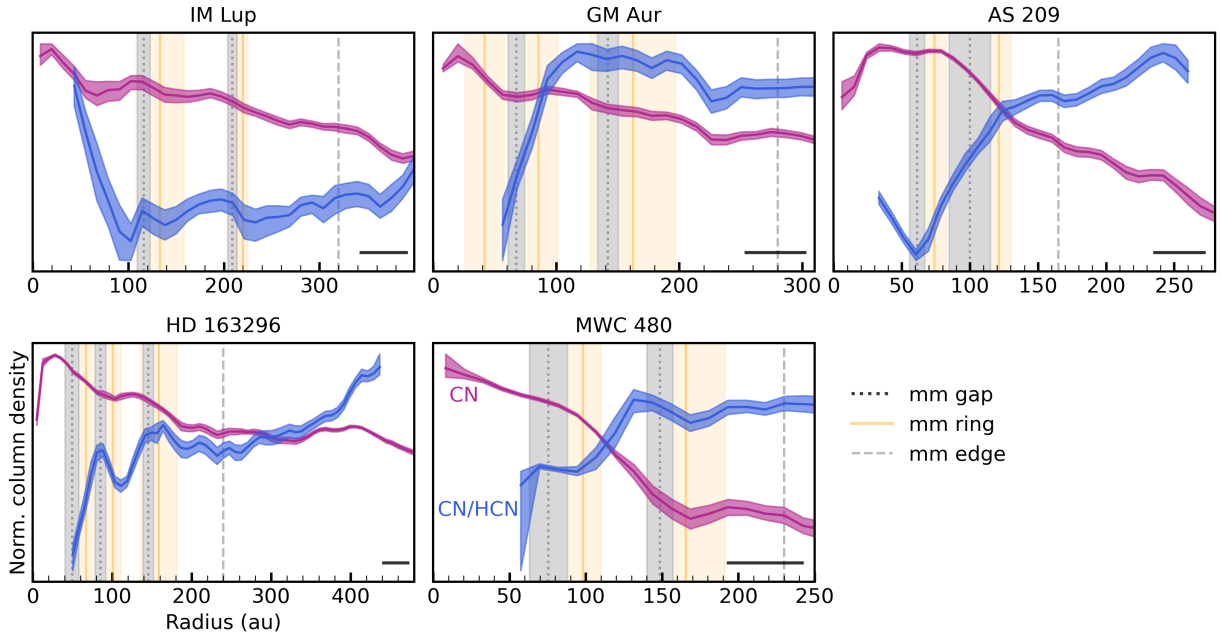 IM Lup
GM Aur
AS 209
0 100 200 300
0 100 200 300
0 50 100 150 200 250
HD 163296
MWC 480
Norm. column density
CN
CN/HCN
mm gap
mm ring
mm edge
0 100 200 300 400
0 50 100 150 200 250
Radius (au)